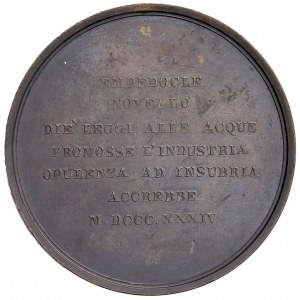 EMPEDOCLE
NOVELLO
DIE' LEGGI ALLE ACQUE
PROMOSSE L'INDUSTRIA
OPULENZA AD INSUBRIA
ACCREBBE
M DCCC.XXXIV